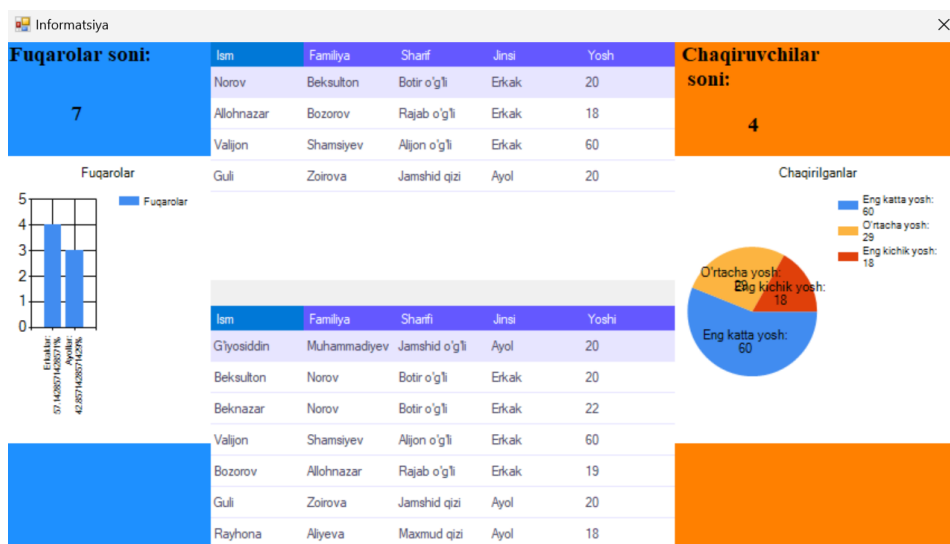 Informatsiya
Fuqarolar soni:
7
Fuqarolar
5
4
3
2
1
0
Fuqarolar
Erkaklar:
57.1428571428571%
Ayollar:
42.8571428571429%
Ism Familiya Sharif Jinsi Yosh
Norov Beksulton Botir o'g'li Erkak 20
Allohnazar Bozorov Rajab o'g'li Erkak 18
Valijon Shamsiyev Alijon o'g'li Erkak 60
Guli Zoirova Jamshid qizi Ayol 20
Ism Familiya Sharifi Jinsi Yoshi
G'iyosiddin Muhammadiyev Jamshid o'g'li Ayol 20
Beksulton Norov Botir o'g'li Erkak 20
Beknazar Norov Botir o'g'li Erkak 22
Valijon Shamsiyev Alijon o'g'li Erkak 60
Bozorov Allohnazar Rajab o'g'li Erkak 19
Guli Zoirova Jamshid qizi Ayol 20
Rayhona Aliyeva Maxmud qizi Ayol 18
Chaqiruvchilar
soni:
4
Chaqirilganlar
Eng katta yosh:
60
O'rtacha yosh:
29
Eng kichik yosh:
18
O'rtacha yosh:
29
Eng kichik yosh:
18
Eng katta yosh:
60